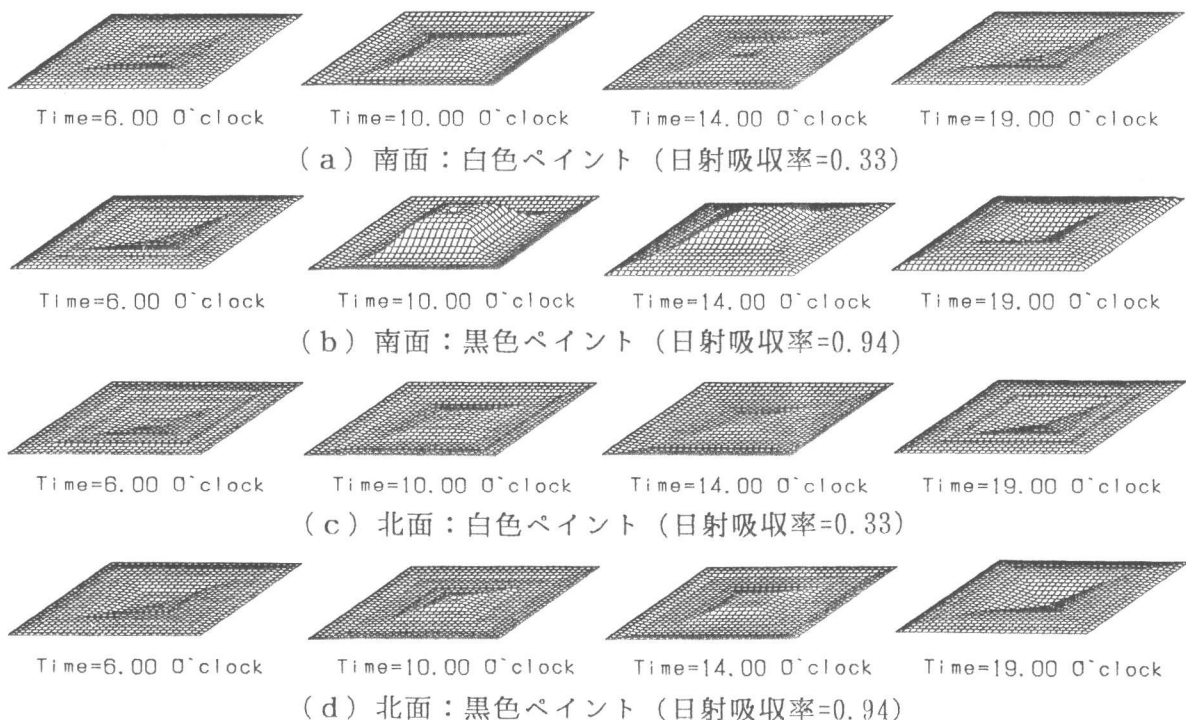 Time=6.00 O`clock Time=10.00 O`clock Time=14.00 O`clock Time=19.00 O`clock
(a) 南面：白色ペイント (日射吸収率=0.33)
Time=6.00 O`clock Time=10.00 O`clock Time=14.00 O`clock Time=19.00 O`clock
(b) 南面：黒色ペイント (日射吸収率=0.94)
Time=6.00 O`clock Time=10.00 O`clock Time=14.00 O`clock Time=19.00 O`clock
(c) 北面：白色ペイント (日射吸収率=0.33)
Time=6.00 O`clock Time=10.00 O`clock Time=14.00 O`clock Time=19.00 O`clock
(d) 北面：黒色ペイント (日射吸収率=0.94)